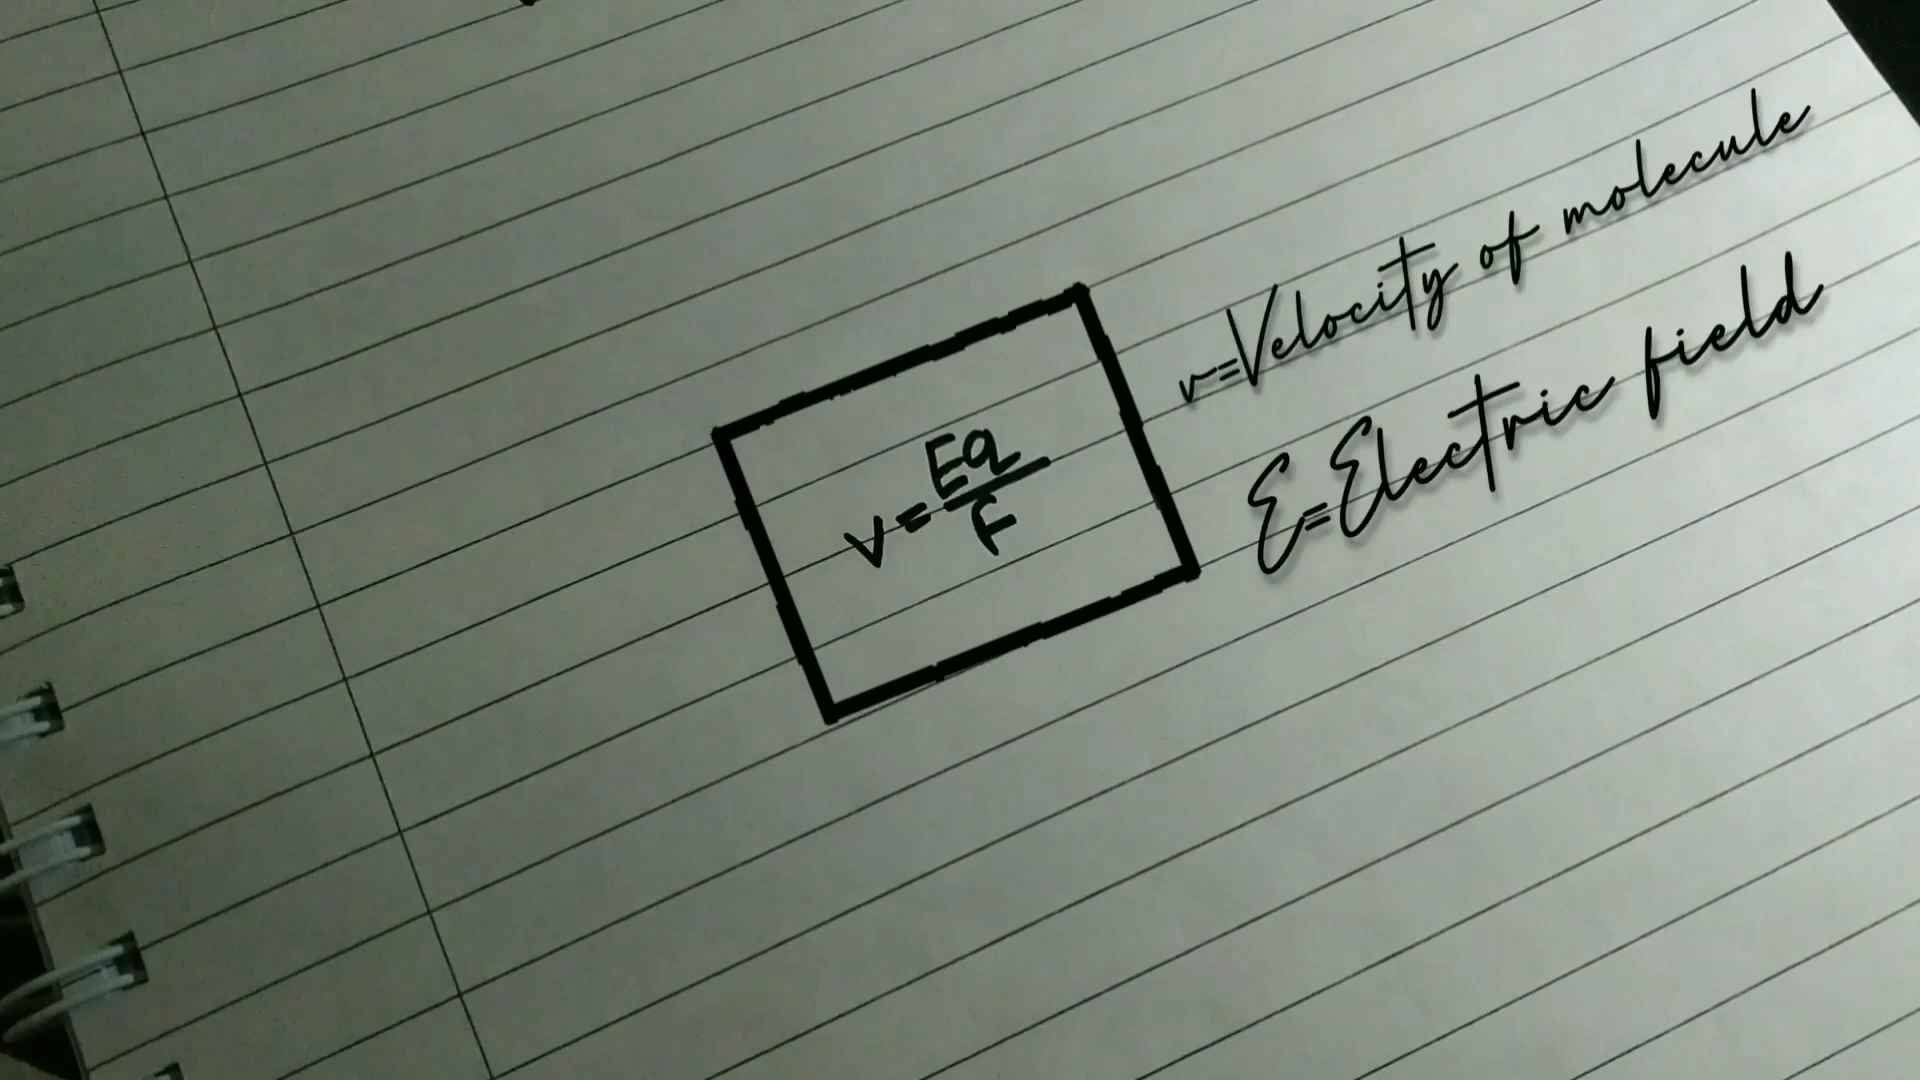 v=Velocity of molecule
E=Electric field
V = Eq
F